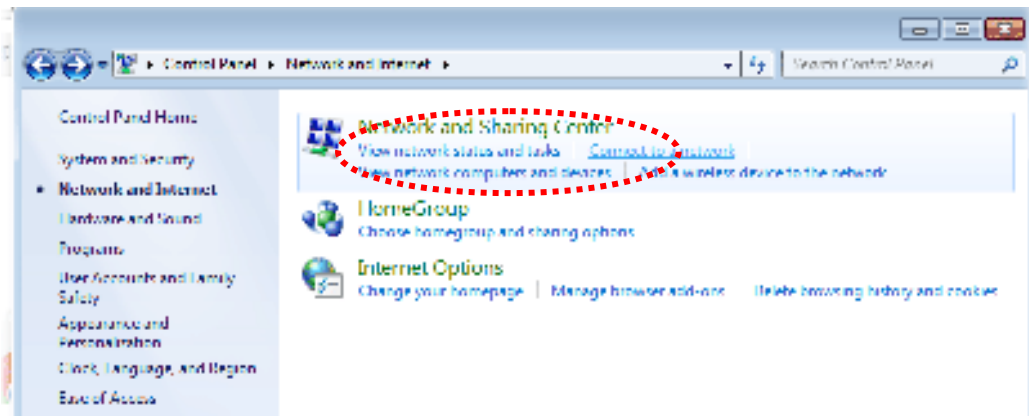 Control Panel ▸ Network and Internet ▸
Search Control Panel
Control Panel Home
System and Security
Network and Internet
Hardware and Sound
Programs
User Accounts and Family
Safety
Appearance and
Personalization
Clock, Language, and Region
Ease of Access
Network and Sharing Center
View network status and tasks | Connect to a network
View network computers and devices | Add a wireless device to the network
HomeGroup
Choose homegroup and sharing options
Internet Options
Change your homepage | Manage browser add-ons | Delete browsing history and cookies